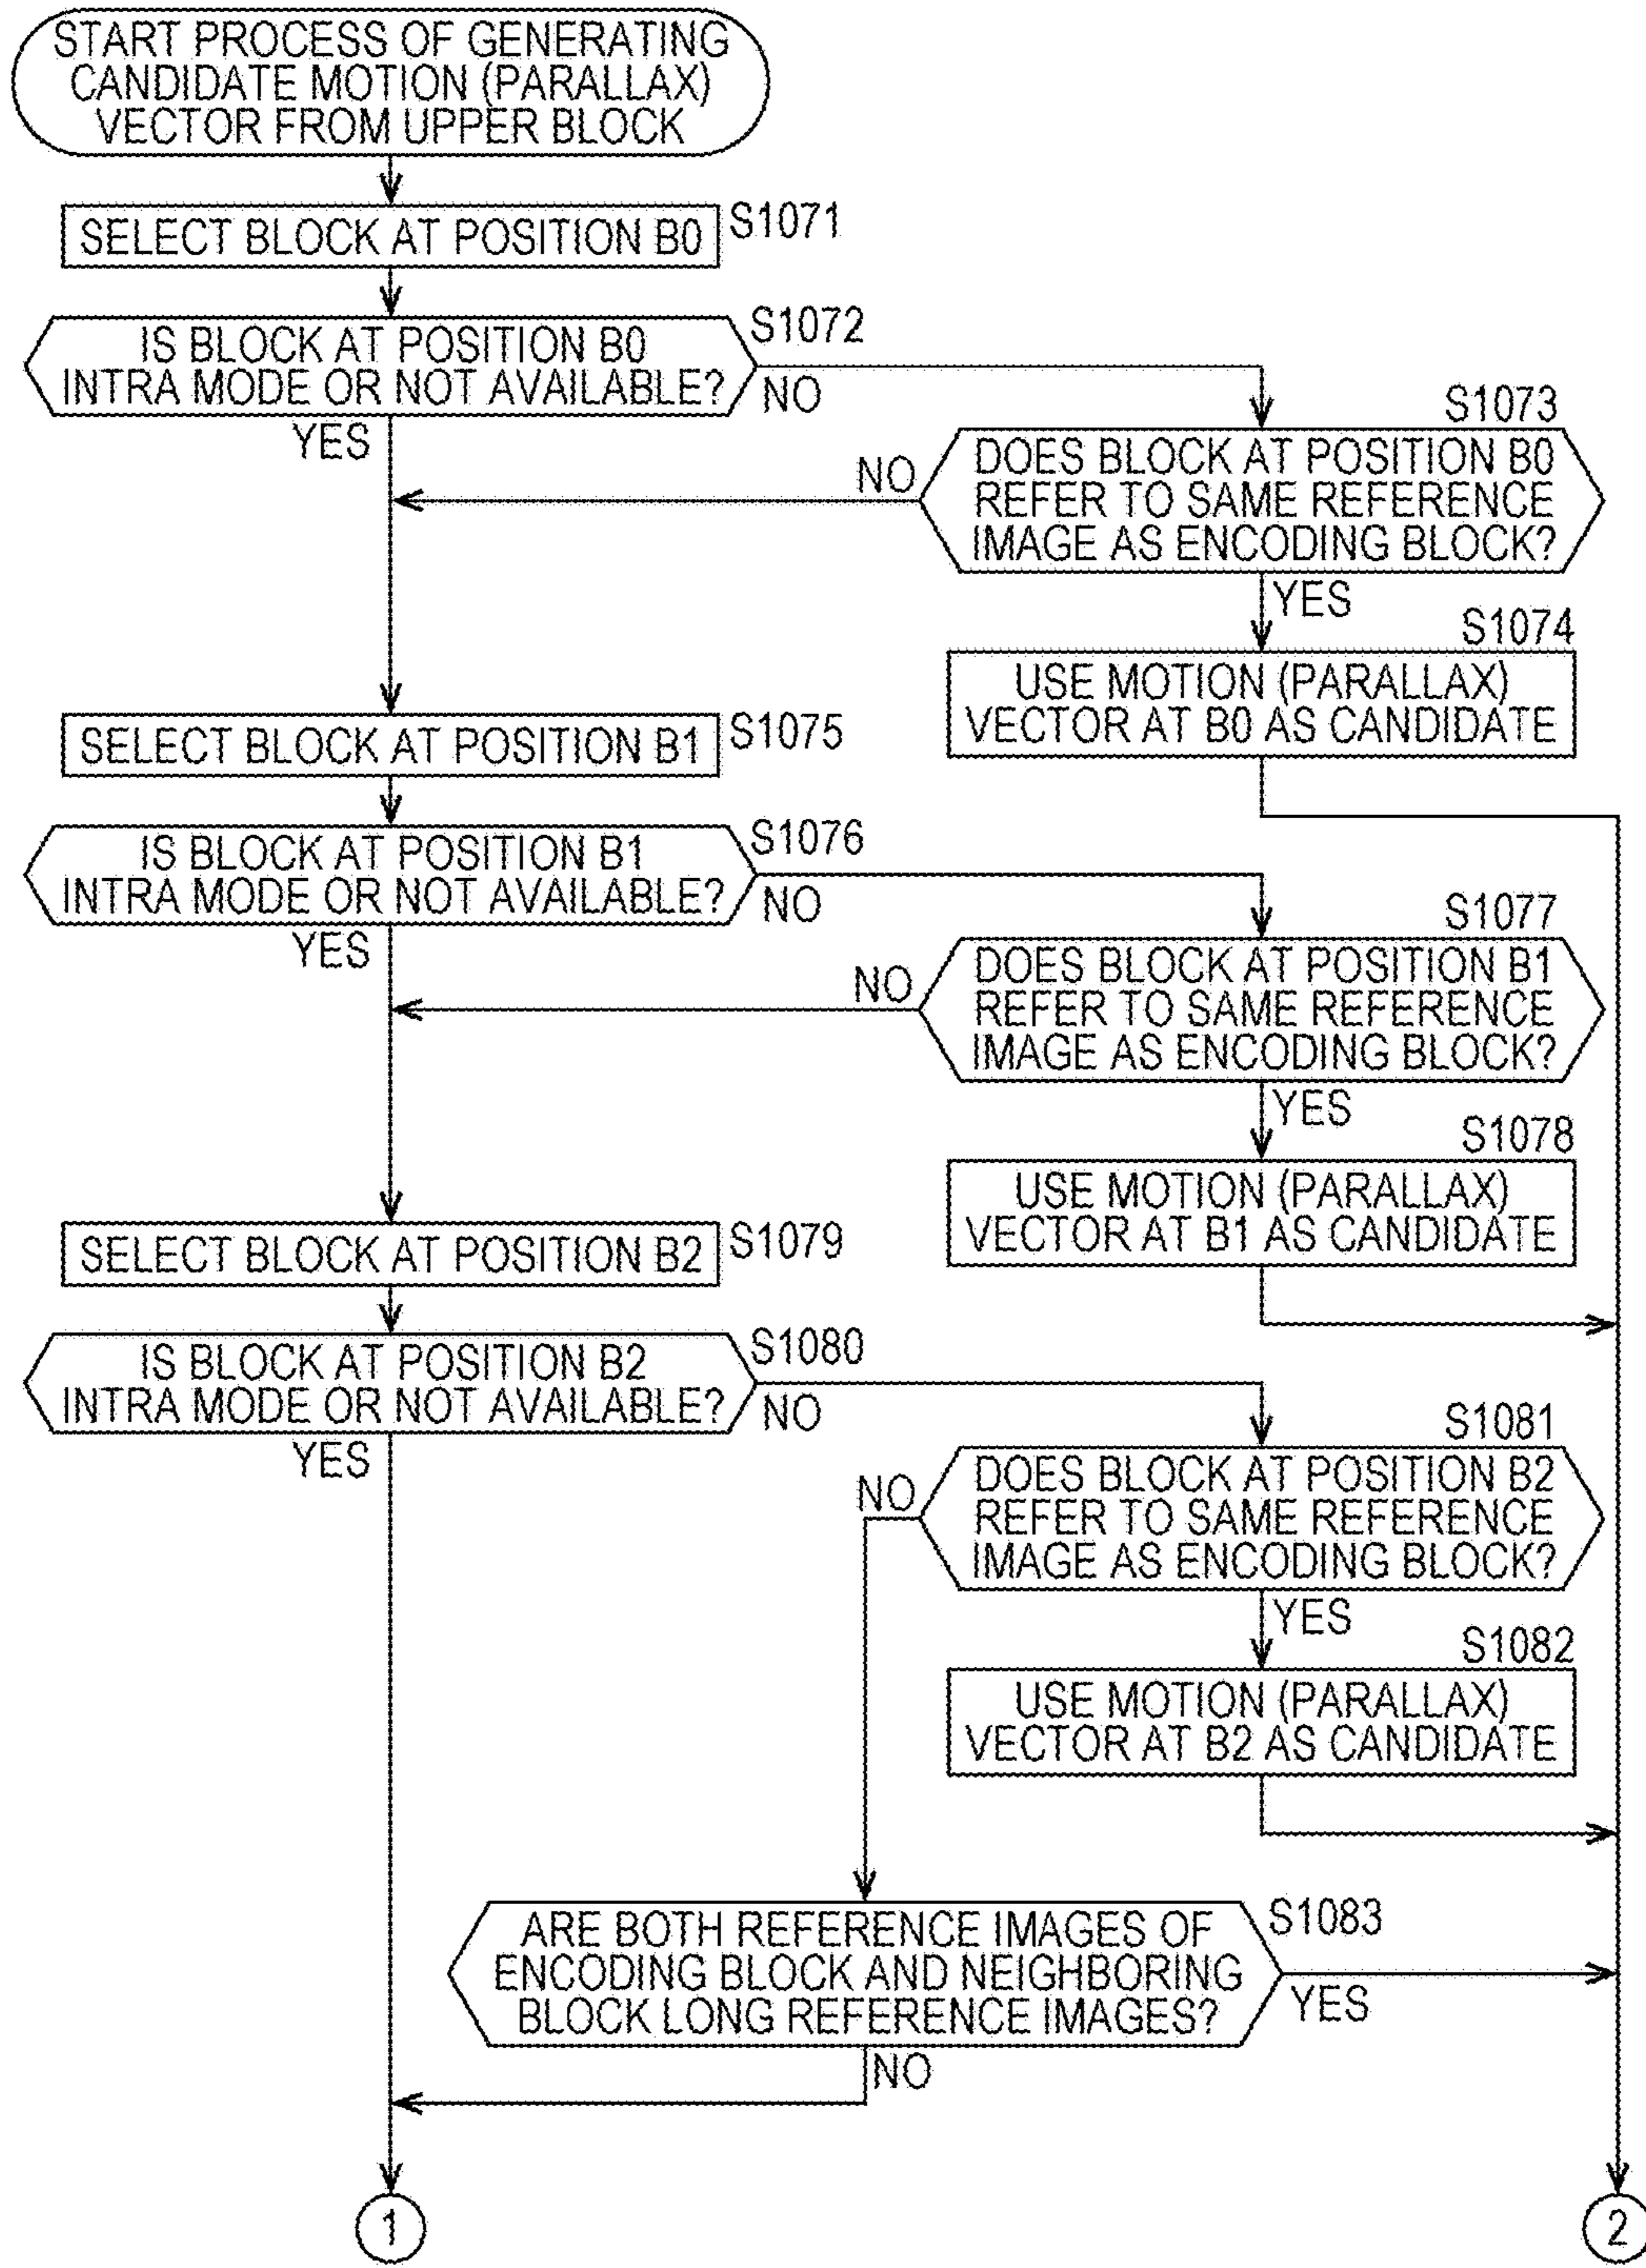 START PROCESS OF GENERATING
CANDIDATE MOTION (PARALLAX)
VECTOR FROM UPPER BLOCK
SELECT BLOCK AT POSITION B0
S1071
IS BLOCK AT POSITION B0
INTRA MODE OR NOT AVAILABLE?
S1072
NO
YES
S1073
DOES BLOCK AT POSITION B0
REFER TO SAME REFERENCE
IMAGE AS ENCODING BLOCK?
NO
YES
S1074
USE MOTION (PARALLAX)
VECTOR AT B0 AS CANDIDATE
SELECT BLOCK AT POSITION B1
S1075
IS BLOCK AT POSITION B1
INTRA MODE OR NOT AVAILABLE?
S1076
NO
YES
S1077
DOES BLOCK AT POSITION B1
REFER TO SAME REFERENCE
IMAGE AS ENCODING BLOCK?
NO
YES
S1078
USE MOTION (PARALLAX)
VECTOR AT B1 AS CANDIDATE
SELECT BLOCK AT POSITION B2
S1079
IS BLOCK AT POSITION B2
INTRA MODE OR NOT AVAILABLE?
S1080
NO
YES
S1081
DOES BLOCK AT POSITION B2
REFER TO SAME REFERENCE
IMAGE AS ENCODING BLOCK?
NO
YES
S1082
USE MOTION (PARALLAX)
VECTOR AT B2 AS CANDIDATE
ARE BOTH REFERENCE IMAGES OF
ENCODING BLOCK AND NEIGHBORING
BLOCK LONG REFERENCE IMAGES?
S1083
YES
NO
1
2